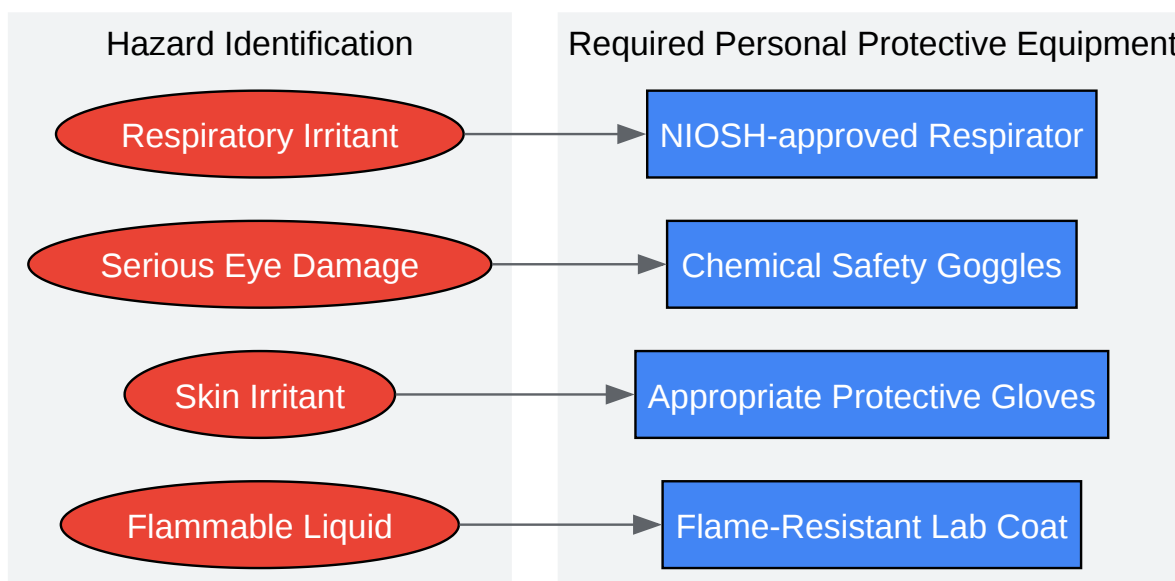 Hazard Identification
Required Personal Protective Equipment
Respiratory Irritant
NIOSH-approved Respirator
Serious Eye Damage
Chemical Safety Goggles
Skin Irritant
Appropriate Protective Gloves
Flammable Liquid
Flame-Resistant Lab Coat